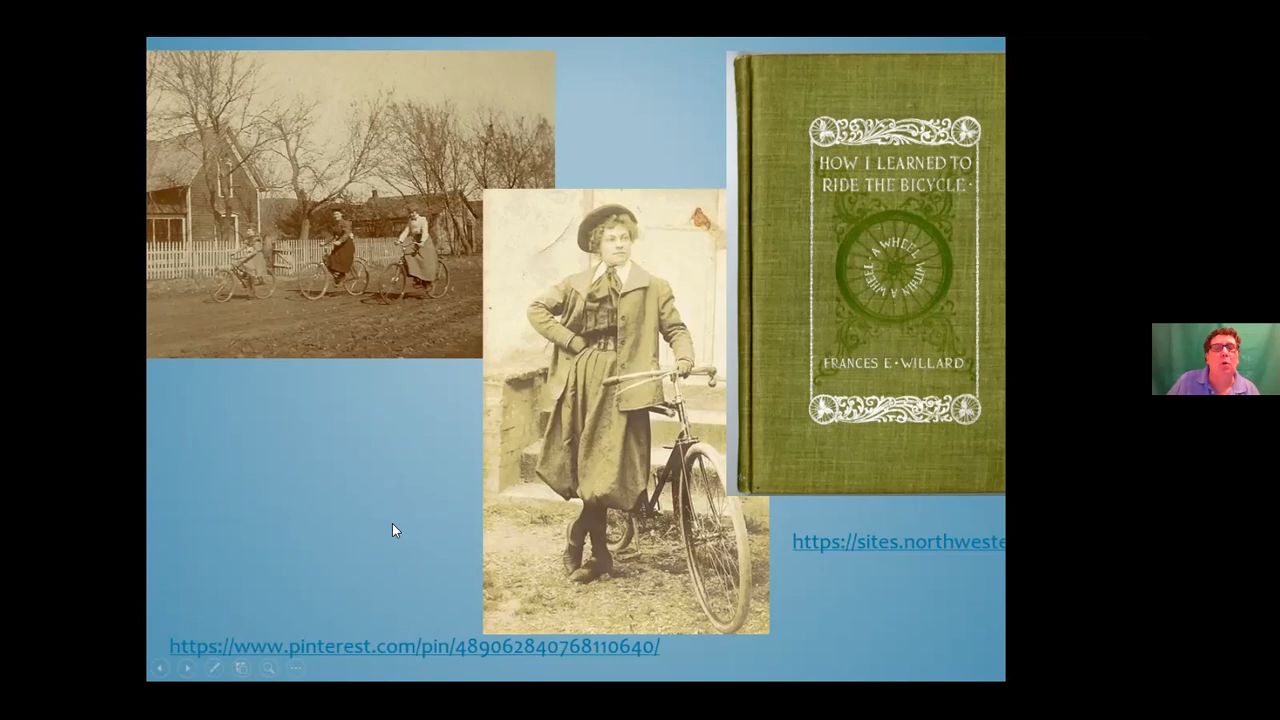 HOW I LEARNED TO
RIDE THE BICYCLE
A WHEEL WITHIN A WHEEL
FRANCES E·WILLARD
https://sites.northweste
https://www.pinterest.com/pin/489062840768110640/